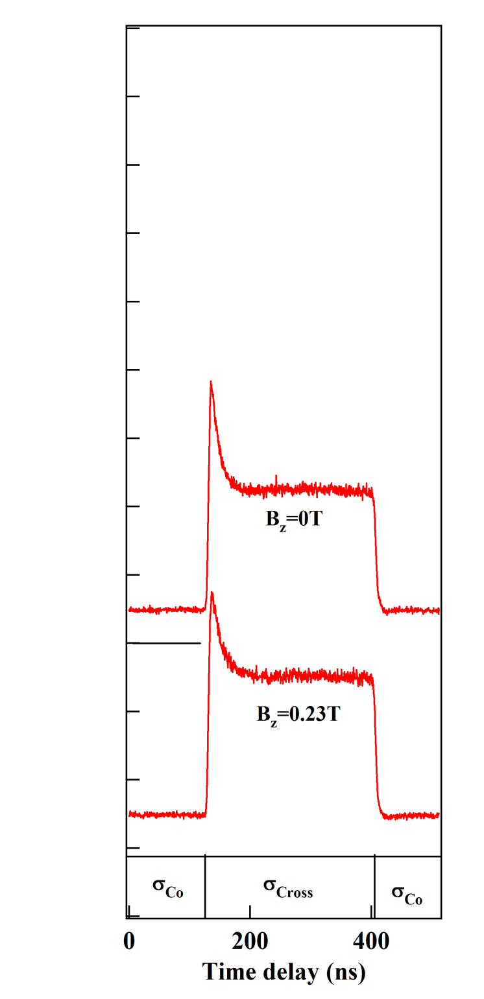 B_z=0T
B_z=0.23T
σ_Co σ_Cross σ_Co
0 200 400
Time delay (ns)